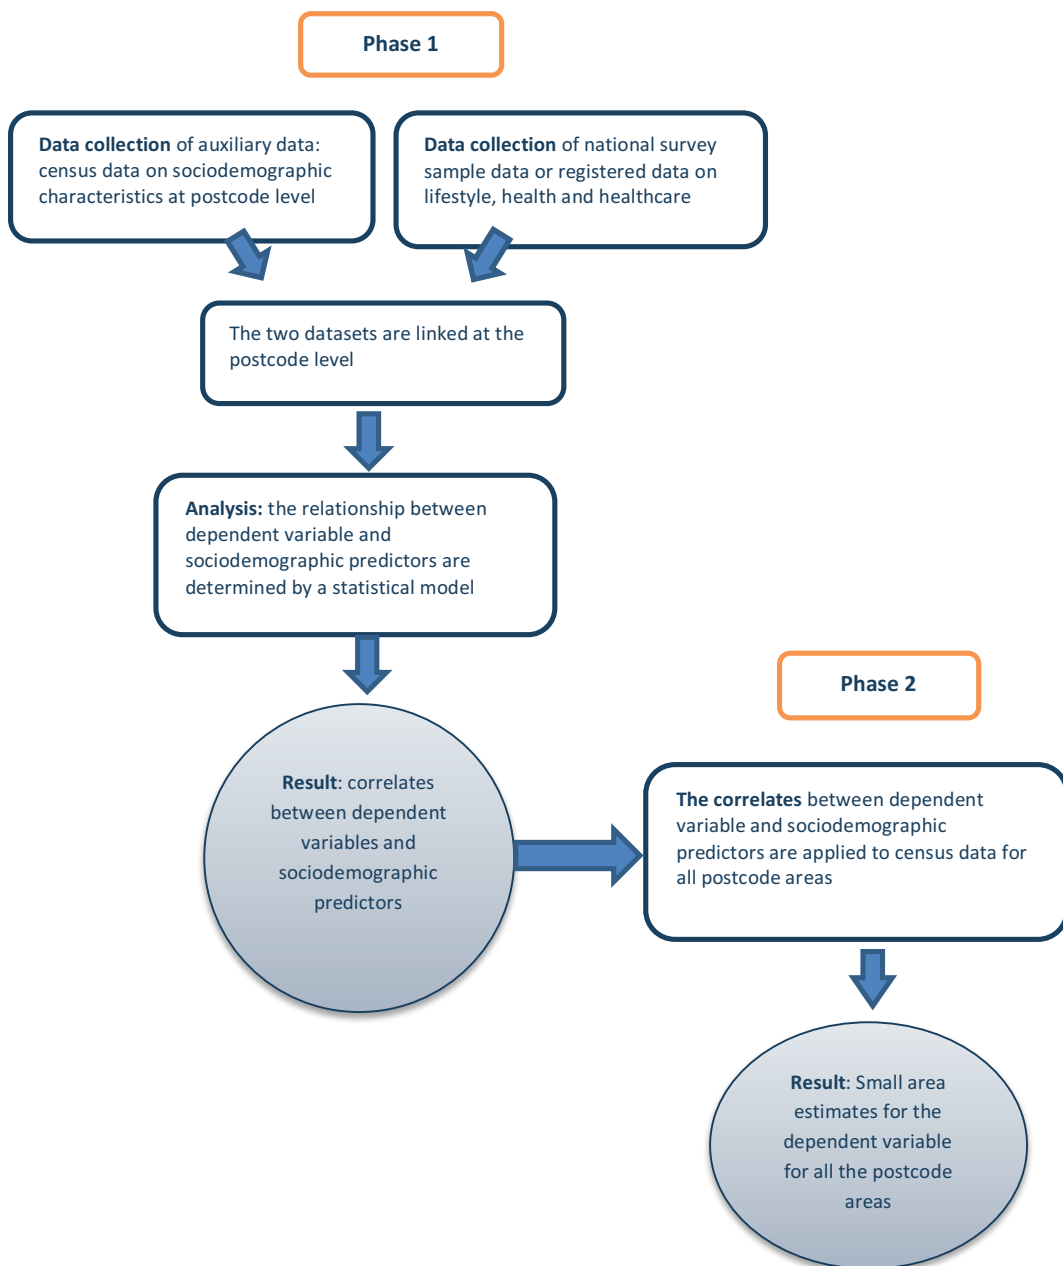 Phase 1
Data collection of auxiliary data:
census data on sociodemographic
characteristics at postcode level
Data collection of national survey
sample data or registered data on
lifestyle, health and healthcare
The two datasets are linked at the
postcode level
Analysis: the relationship between
dependent variable and
sociodemographic predictors are
determined by a statistical model
Result: correlates
between dependent
variables and
sociodemographic
predictors
Phase 2
The correlates between dependent
variable and sociodemographic
predictors are applied to census data for
all postcode areas
Result: Small area
estimates for the
dependent variable
for all the postcode
areas